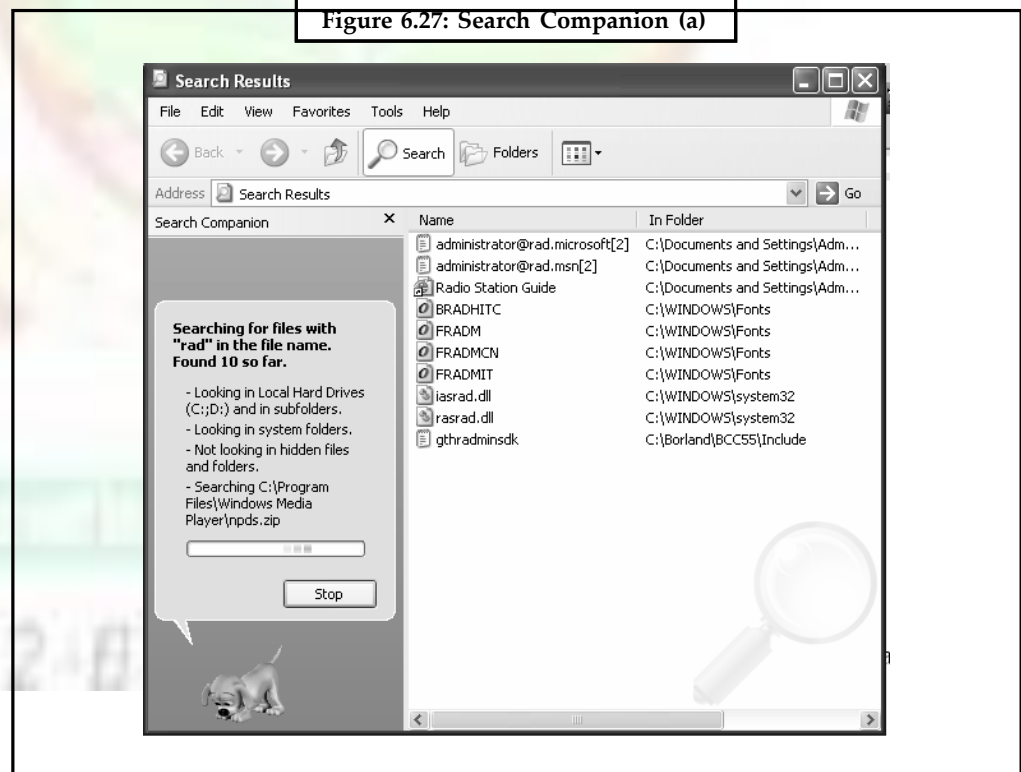 Figure 6.27: Search Companion (a)
Search Results
File Edit View Favorites Tools Help
Back Search Folders
Address Search Results Go
Search Companion Name In Folder
administrator@rad.microsoft[2] C:\Documents and Settings\Adm...
administrator@rad.msn[2] C:\Documents and Settings\Adm...
Radio Station Guide C:\Documents and Settings\Adm...
BRADHITC C:\WINDOWS\Fonts
FRADM C:\WINDOWS\Fonts
FRADMCN C:\WINDOWS\Fonts
FRADMIT C:\WINDOWS\Fonts
iasrad.dll C:\WINDOWS\system32
rasrad.dll C:\WINDOWS\system32
gthradminsdk C:\Borland\BCC55\Include
Searching for files with
"rad" in the file name.
Found 10 so far.
- Looking in Local Hard Drives
(C:;D:) and in subfolders.
- Looking in system folders.
- Not looking in hidden files
and folders.
- Searching C:\Program
Files\Windows Media
Player\npds.zip
Stop